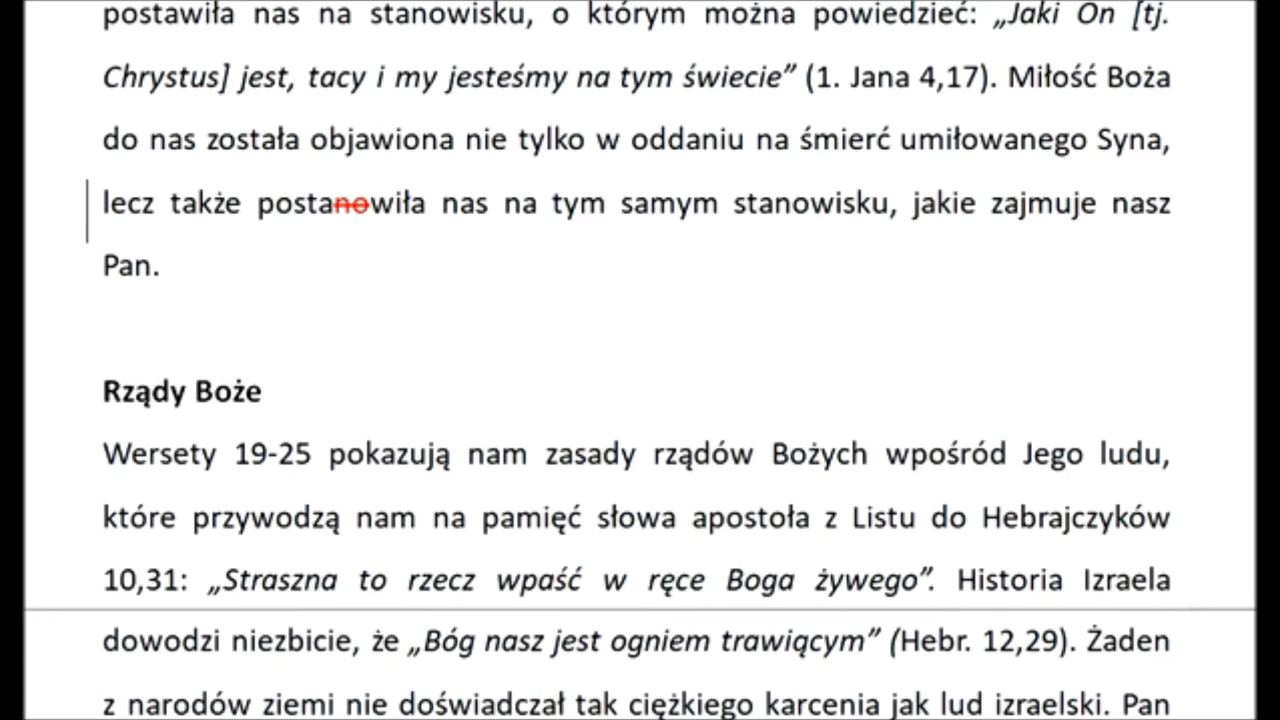 postawiła nas na stanowisku, o którym można powiedzieć: „Jaki On [tj.
Chrystus] jest, tacy i my jesteśmy na tym świecie” (1. Jana 4,17). Miłość Boża
do nas została objawiona nie tylko w oddaniu na śmierć umiłowanego Syna,
lecz także postanowiła nas na tym samym stanowisku, jakie zajmuje nasz
Pan.
Rządy Boże
Wersety 19-25 pokazują nam zasady rządów Bożych wpośród Jego ludu,
które przywodzą nam na pamięć słowa apostoła z Listu do Hebrajczyków
10,31: „Straszna to rzecz wpaść w ręce Boga żywego”. Historia Izraela
dowodzi niezbicie, że „Bóg nasz jest ogniem trawiącym” (Hebr. 12,29). Żaden
z narodów ziemi nie doświadczał tak ciężkiego karcenia jak lud izraelski. Pan